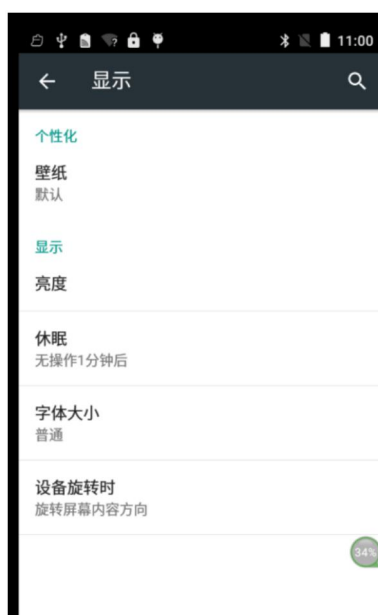 11:00
显示
个性化
壁纸
默认
显示
亮度
休眠
无操作1分钟后
字体大小
普通
设备旋转时
旋转屏幕内容方向
34%